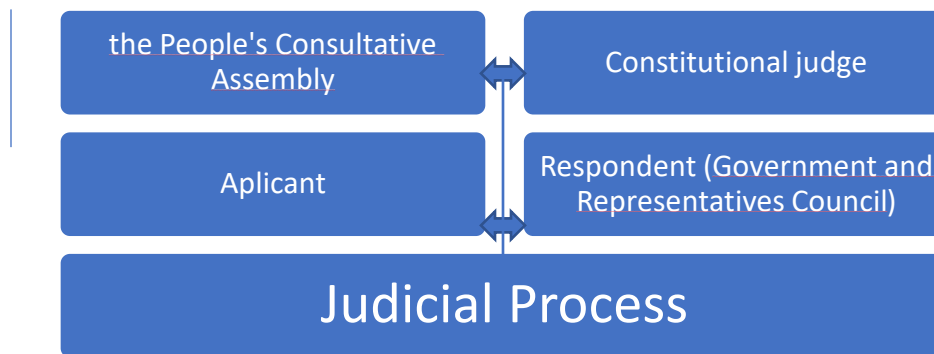 the People's Consultative
Assembly
Constitutional judge
Aplicant
Respondent (Government and
Representatives Council)
Judicial Process